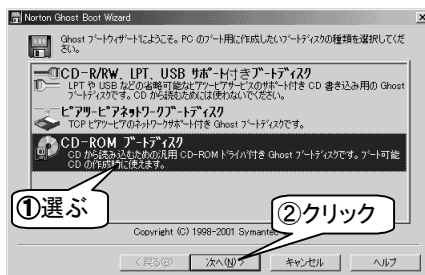 Norton Ghost Boot Wizard
Ghost ブートウィザードにようこそ。PC のブート用に作成したいブートディスクの種類を選択してください。
CD-R/RW、LPT、USB サポート付きブートディスク
LPT や USB などの省略可能なピアツーピアサービスのサポート付き CD 書き込み用の Ghost ブートディスクです。CD から読むためには使わないでください。
ピアツーピアネットワークブートディスク
TCP ピアツーピアのネットワークサポート付き Ghost ブートディスクです。
CD-ROM ブートディスク
CD から読み込むための汎用 CD-ROM ドライバ付き Ghost ブートディスクです。ブート可能 CD の作成時に使えます。
①選ぶ
②クリック
Copyright (C) 1998-2001 Symantec
< 戻る(B)
次へ(N) >
キャンセル
ヘルプ